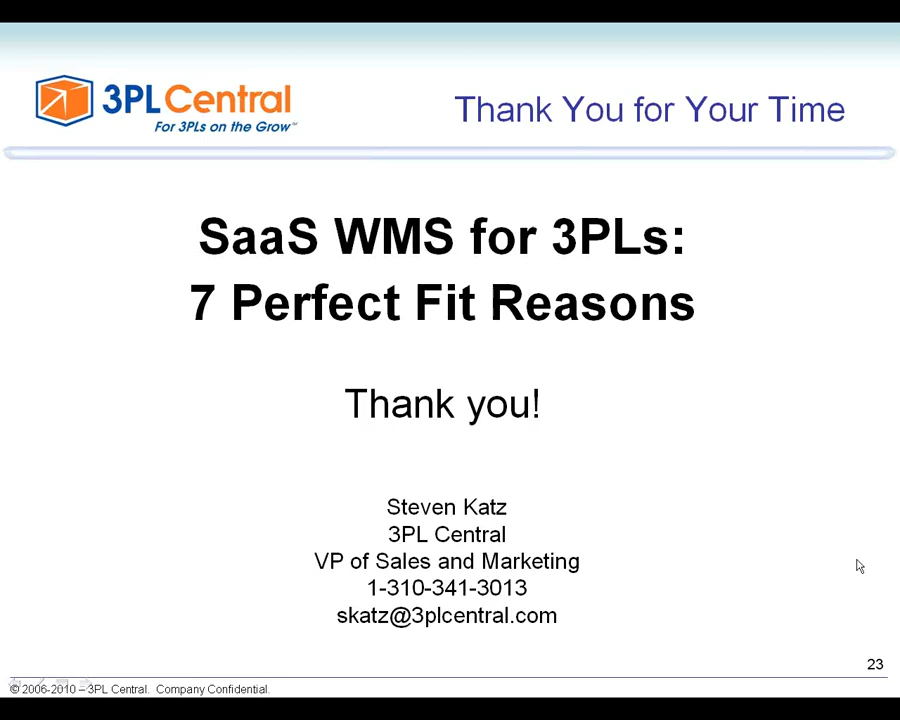 3PL Central
For 3PLs on the Grow™
Thank You for Your Time
SaaS WMS for 3PLs:
7 Perfect Fit Reasons
Thank you!
Steven Katz
3PL Central
VP of Sales and Marketing
1-310-341-3013
skatz@3plcentral.com
23
© 2006-2010 – 3PL Central.  Company Confidential.